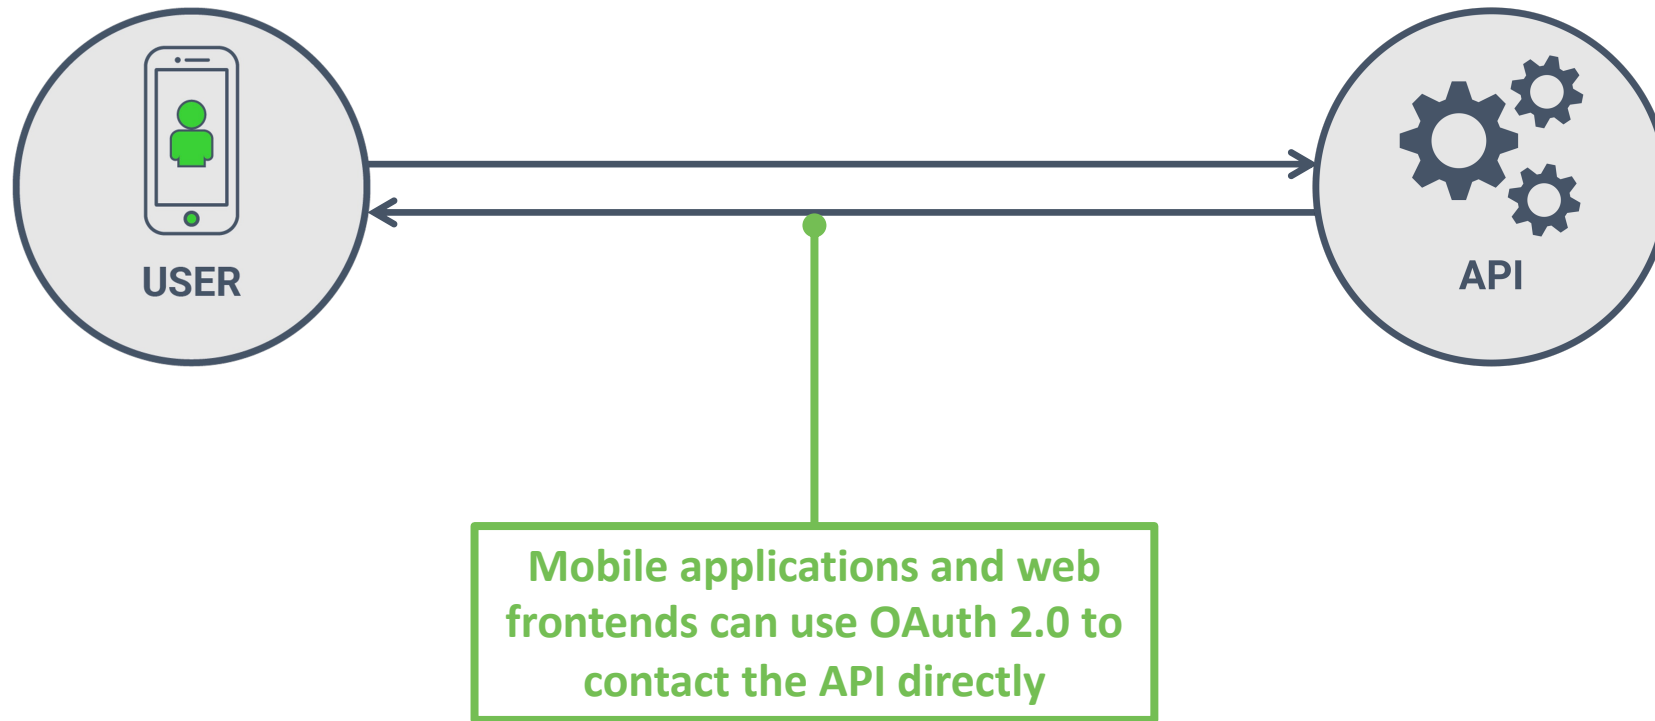 USER
API
Mobile applications and web
frontends can use OAuth 2.0 to
contact the API directly